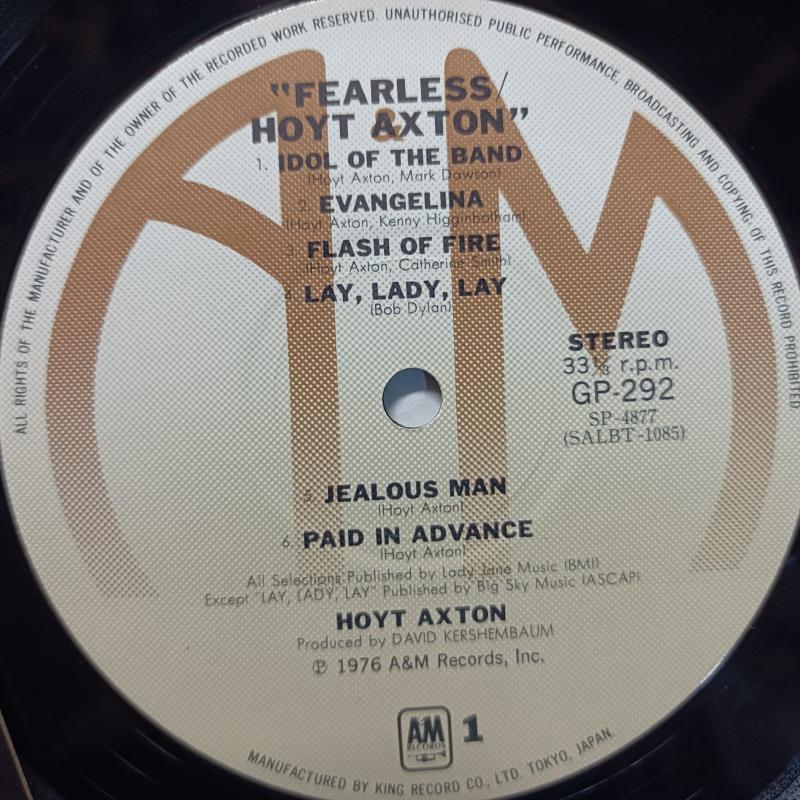 ALL RIGHTS OF THE MANUFACTURER AND OF THE OWNER OF THE RECORDED WORK RESERVED. UNAUTHORISED PUBLIC PERFORMANCE, BROADCASTING AND COPYING OF THIS RECORD PROHIBITED
"FEARLESS/
HOYT AXTON"
1. IDOL OF THE BAND
(Hoyt Axton, Mark Dawson)
2. EVANGELINA
(Hoyt Axton, Kenny Higginbotham)
3. FLASH OF FIRE
(Hoyt Axton, Catherine Smith)
4. LAY, LADY, LAY
(Bob Dylan)
STEREO
33⅓ r.p.m.
GP-292
SP-4877
(SALBT-1085)
5. JEALOUS MAN
(Hoyt Axton)
6. PAID IN ADVANCE
(Hoyt Axton)
All Selections Published by Lady Jane Music (BMI)
Except "LAY, LADY, LAY" Published by Big Sky Music (ASCAP)
HOYT AXTON
Produced by DAVID KERSHEMBAUM
℗ 1976 A&M Records, Inc.
A&M
RECORDS
1
MANUFACTURED BY KING RECORD CO., LTD. TOKYO, JAPAN.